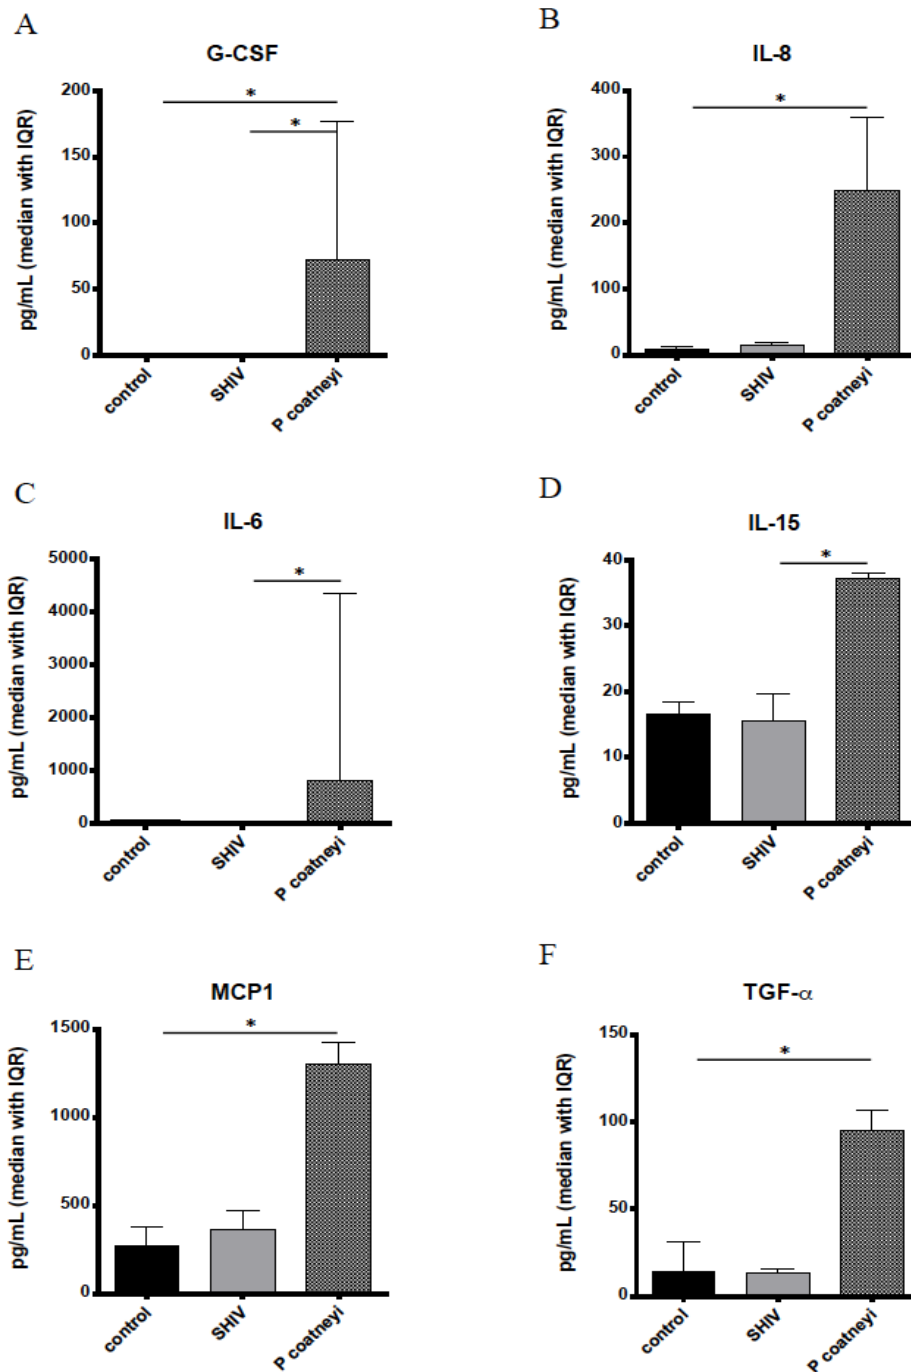 A
G-CSF
pg/mL (median with IQR)
200
150
100
50
0
*
*
control
SHIV
P coatneyi
B
IL-8
pg/mL (median with IQR)
400
300
200
100
0
*
control
SHIV
P coatneyi
C
IL-6
pg/mL (median with IQR)
5000
4000
3000
2000
1000
0
*
control
SHIV
P coatneyi
D
IL-15
pg/mL (median with IQR)
40
30
20
10
0
*
control
SHIV
P coatneyi
E
MCP1
pg/mL (median with IQR)
1500
1000
500
0
*
control
SHIV
P coatneyi
F
TGF-α
pg/mL (median with IQR)
150
100
50
0
*
control
SHIV
P coatneyi